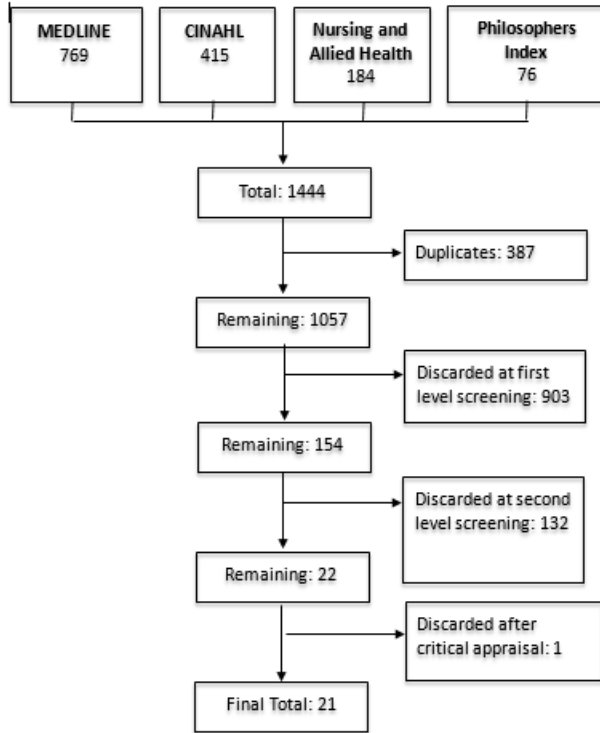 MEDLINE
769
CINAHL
415
Nursing and
Allied Health
184
Philosophers
Index
76
Total: 1444
Duplicates: 387
Remaining: 1057
Discarded at first
level screening: 903
Remaining: 154
Discarded at second
level screening: 132
Remaining: 22
Discarded after
critical appraisal: 1
Final Total: 21